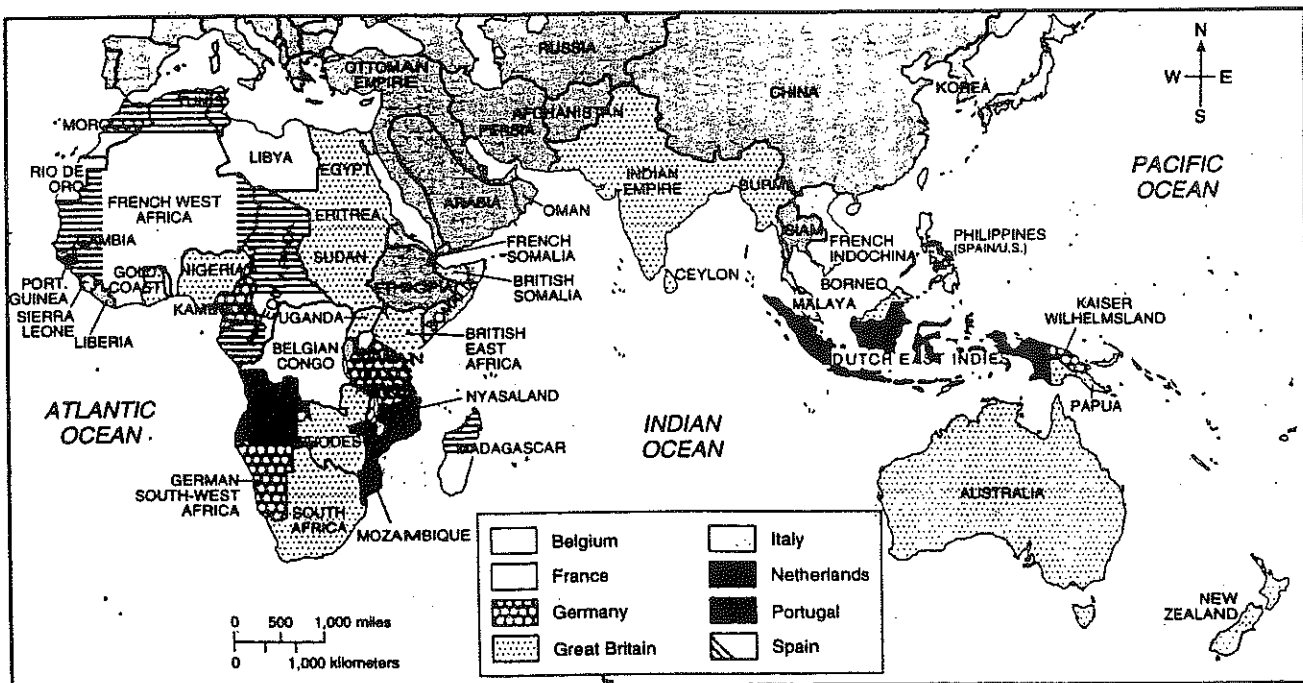 RUSSIA
OTTOMAN
EMPIRE
CHINA
KOREA
AFGHANISTAN
PERSIA
N
W
E
S
TUNIS
LIBYA
EGYPT
RIO DE
ORO
FRENCH WEST
AFRICA
ERITREA
ARABIA
OMAN
INDIAN
EMPIRE
BURMA
SIAM
FRENCH
INDOCHINA
PHILIPPINES
(SPAIN/U.S.)
PACIFIC
OCEAN
GAMBIA
GOLD
COAST
NIGERIA
SUDAN
ETHIOPIA
FRENCH
SOMALIA
BRITISH
SOMALIA
CEYLON
BORNEO
MALAYA
KAISER
WILHELMSLAND
PORT.
GUINEA
SIERRA
LEONE
LIBERIA
UGANDA
BELGIAN
CONGO
BRITISH
EAST
AFRICA
DUTCH EAST INDIES
PAPUA
NYASALAND
ATLANTIC
OCEAN
INDIAN
OCEAN
MADAGASCAR
GERMAN
SOUTH-WEST
AFRICA
SOUTH
AFRICA
MOZAMBIQUE
AUSTRALIA
NEW
ZEALAND
Belgium
France
Germany
Great Britain
Italy
Netherlands
Portugal
Spain
0 500 1,000 miles
0 1,000 kilometers